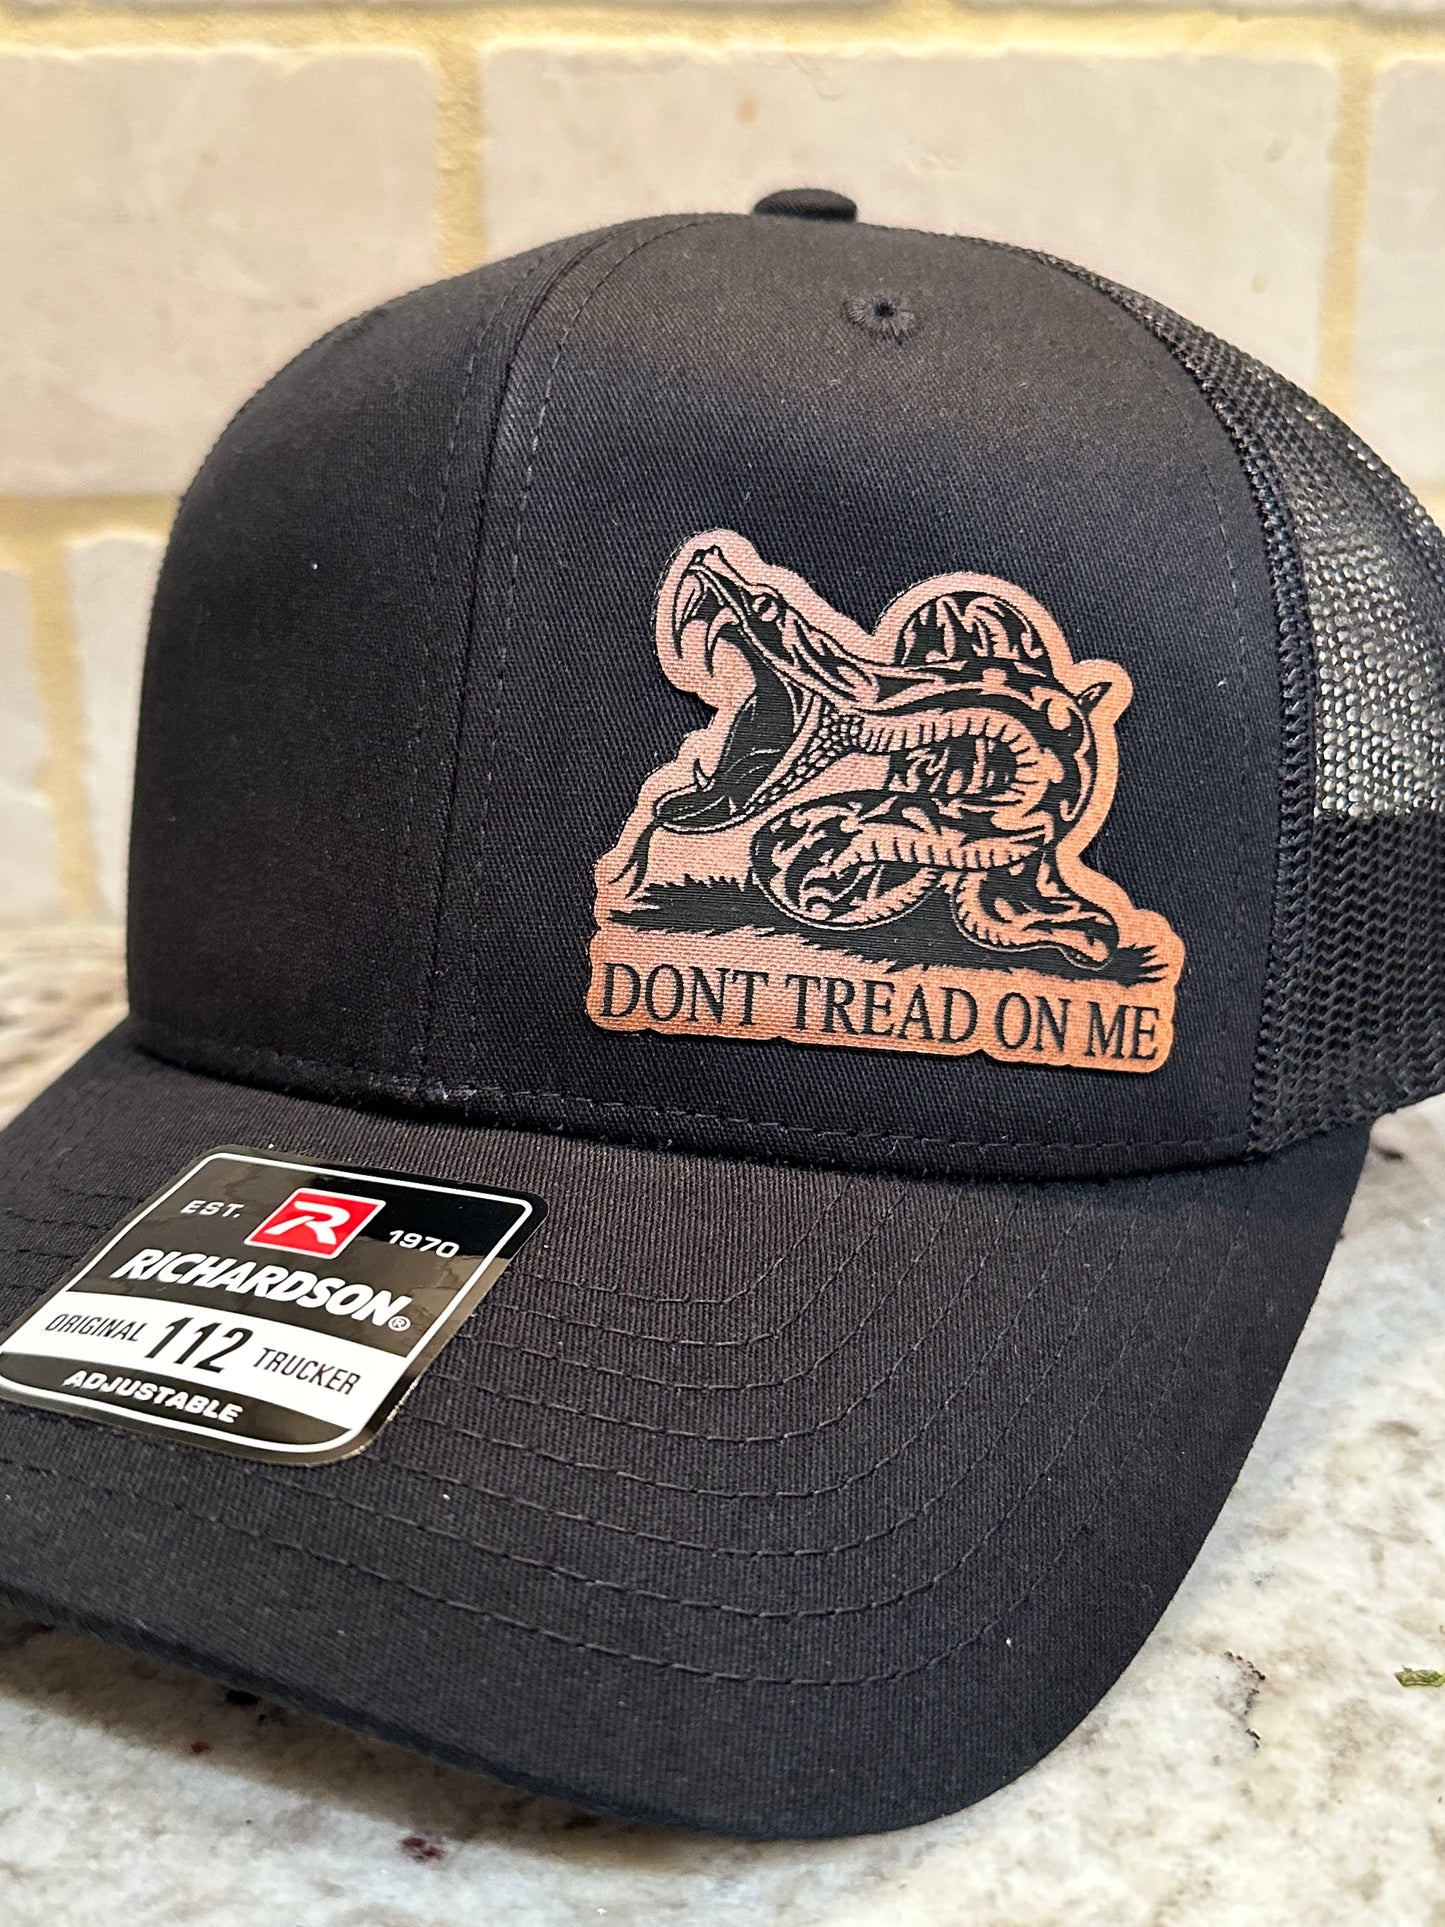 DONT TREAD ON ME
EST. R 1970
RICHARDSON®
ORIGINAL 112 TRUCKER
ADJUSTABLE